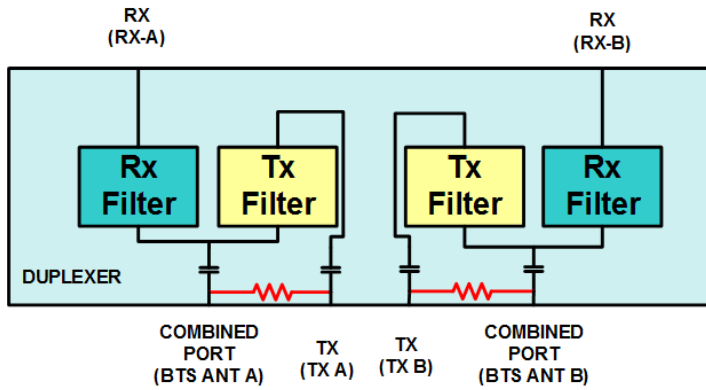 RX
(RX-A)
RX
(RX-B)
Rx
Filter
Tx
Filter
Tx
Filter
Rx
Filter
DUPLEXER
COMBINED
PORT
(BTS ANT A)
TX
(TX A)
TX
(TX B)
COMBINED
PORT
(BTS ANT B)